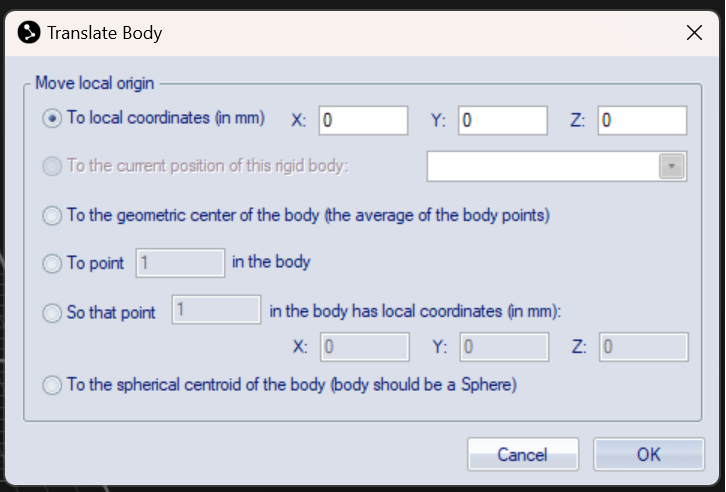 Translate Body
Move local origin
To local coordinates (in mm) X: 0 Y: 0 Z: 0
To the current position of this rigid body:
To the geometric center of the body (the average of the body points)
To point 1 in the body
So that point 1 in the body has local coordinates (in mm):
X: 0 Y: 0 Z: 0
To the spherical centroid of the body (body should be a Sphere)
Cancel OK